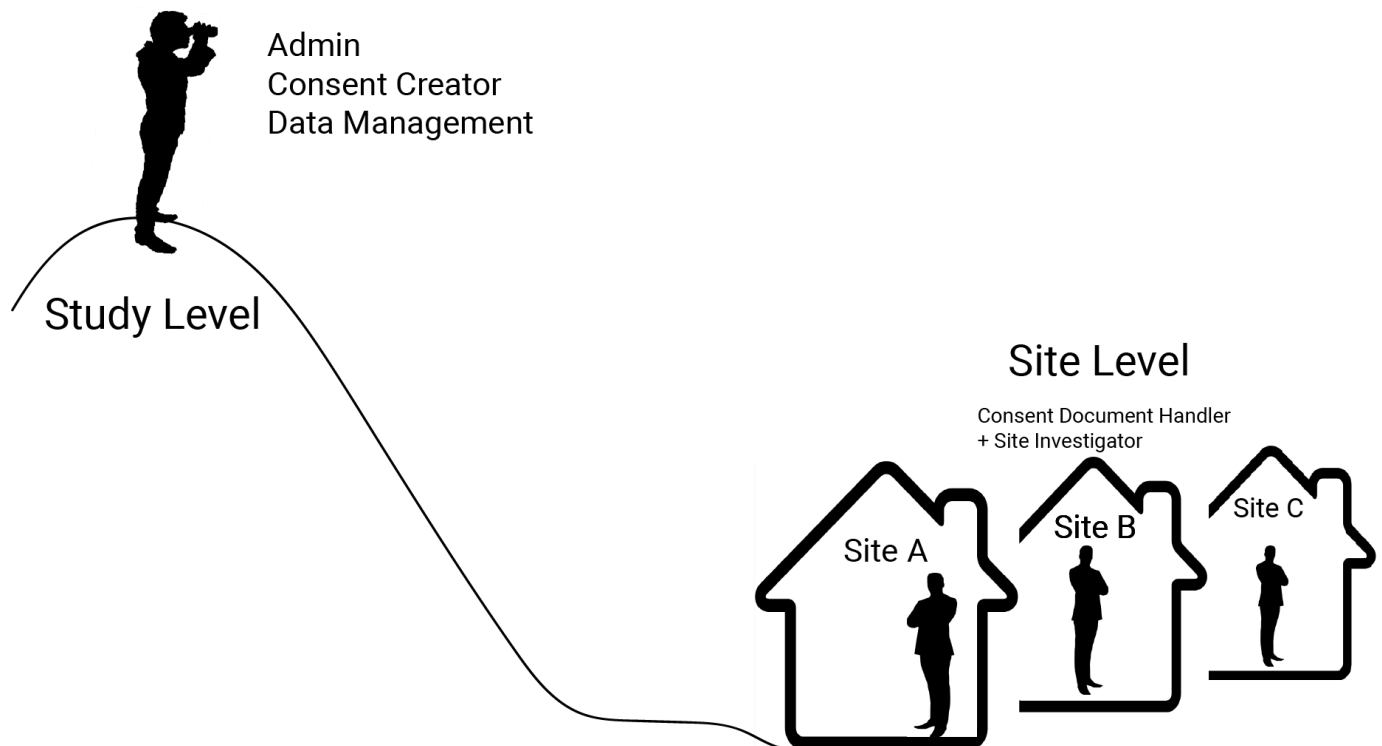 Admin
Consent Creator
Data Management
Study Level
Site Level
Consent Document Handler
+ Site Investigator
Site A
Site B
Site C